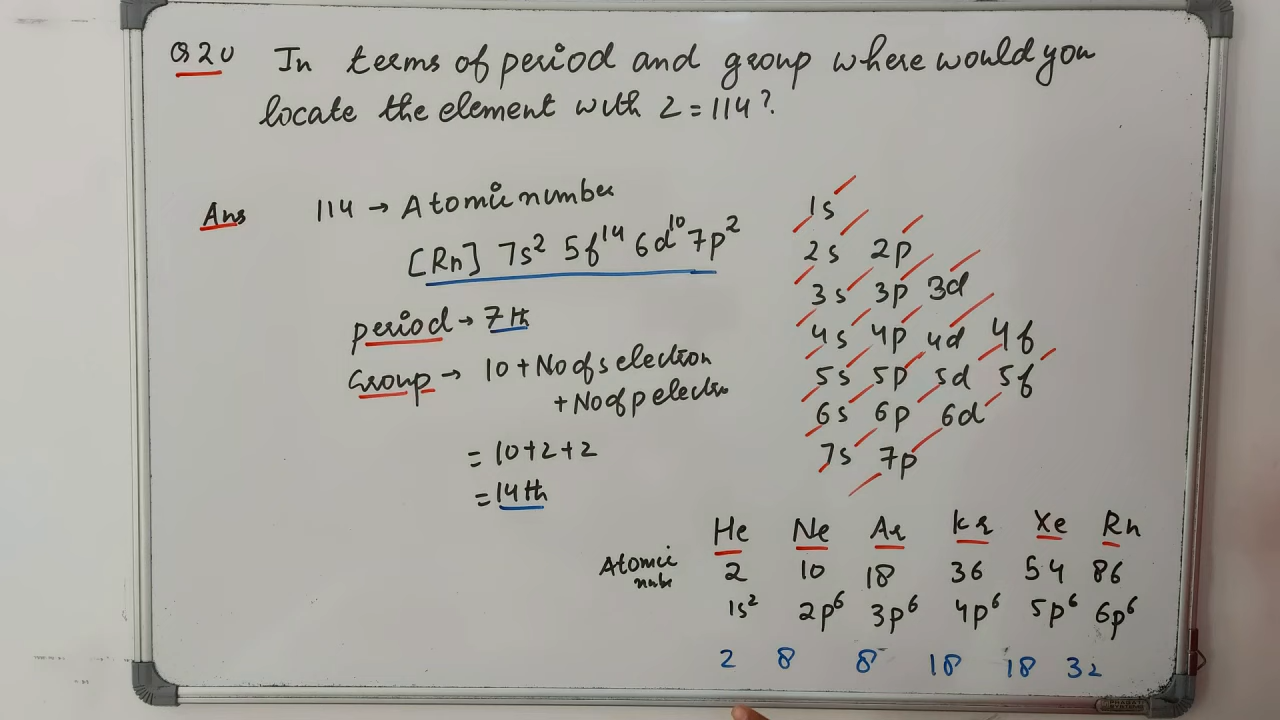 Q20 In terms of period and group where would you
locate the element with Z=114?
Ans 114 → Atomic number
[Rn] 7s² 5f¹⁴ 6d¹⁰ 7p²
period → 7th
Group → 10 + No of s electron
+ No of p electro
= 10+2+2
= 14th
1s
2s 2p
3s 3p 3d
4s 4p 4d 4f
5s 5p 5d 5f
6s 6p 6d
7s 7p
He Ne Ar Kr Xe Rn
Atomic
numbe
2 10 18 36 54 86
1s² 2p⁶ 3p⁶ 4p⁶ 5p⁶ 6p⁶
2 8 8 18 18 32